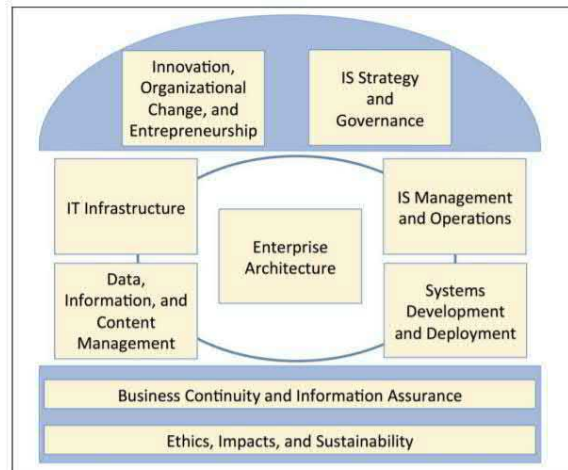 Innovation,
Organizational
Change, and
Entrepreneurship
IS Strategy
and
Governance
IT Infrastructure
IS Management
and Operations
Enterprise
Architecture
Data,
Information, and
Content
Management
Systems
Development
and Deployment
Business Continuity and Information Assurance
Ethics, Impacts, and Sustainability